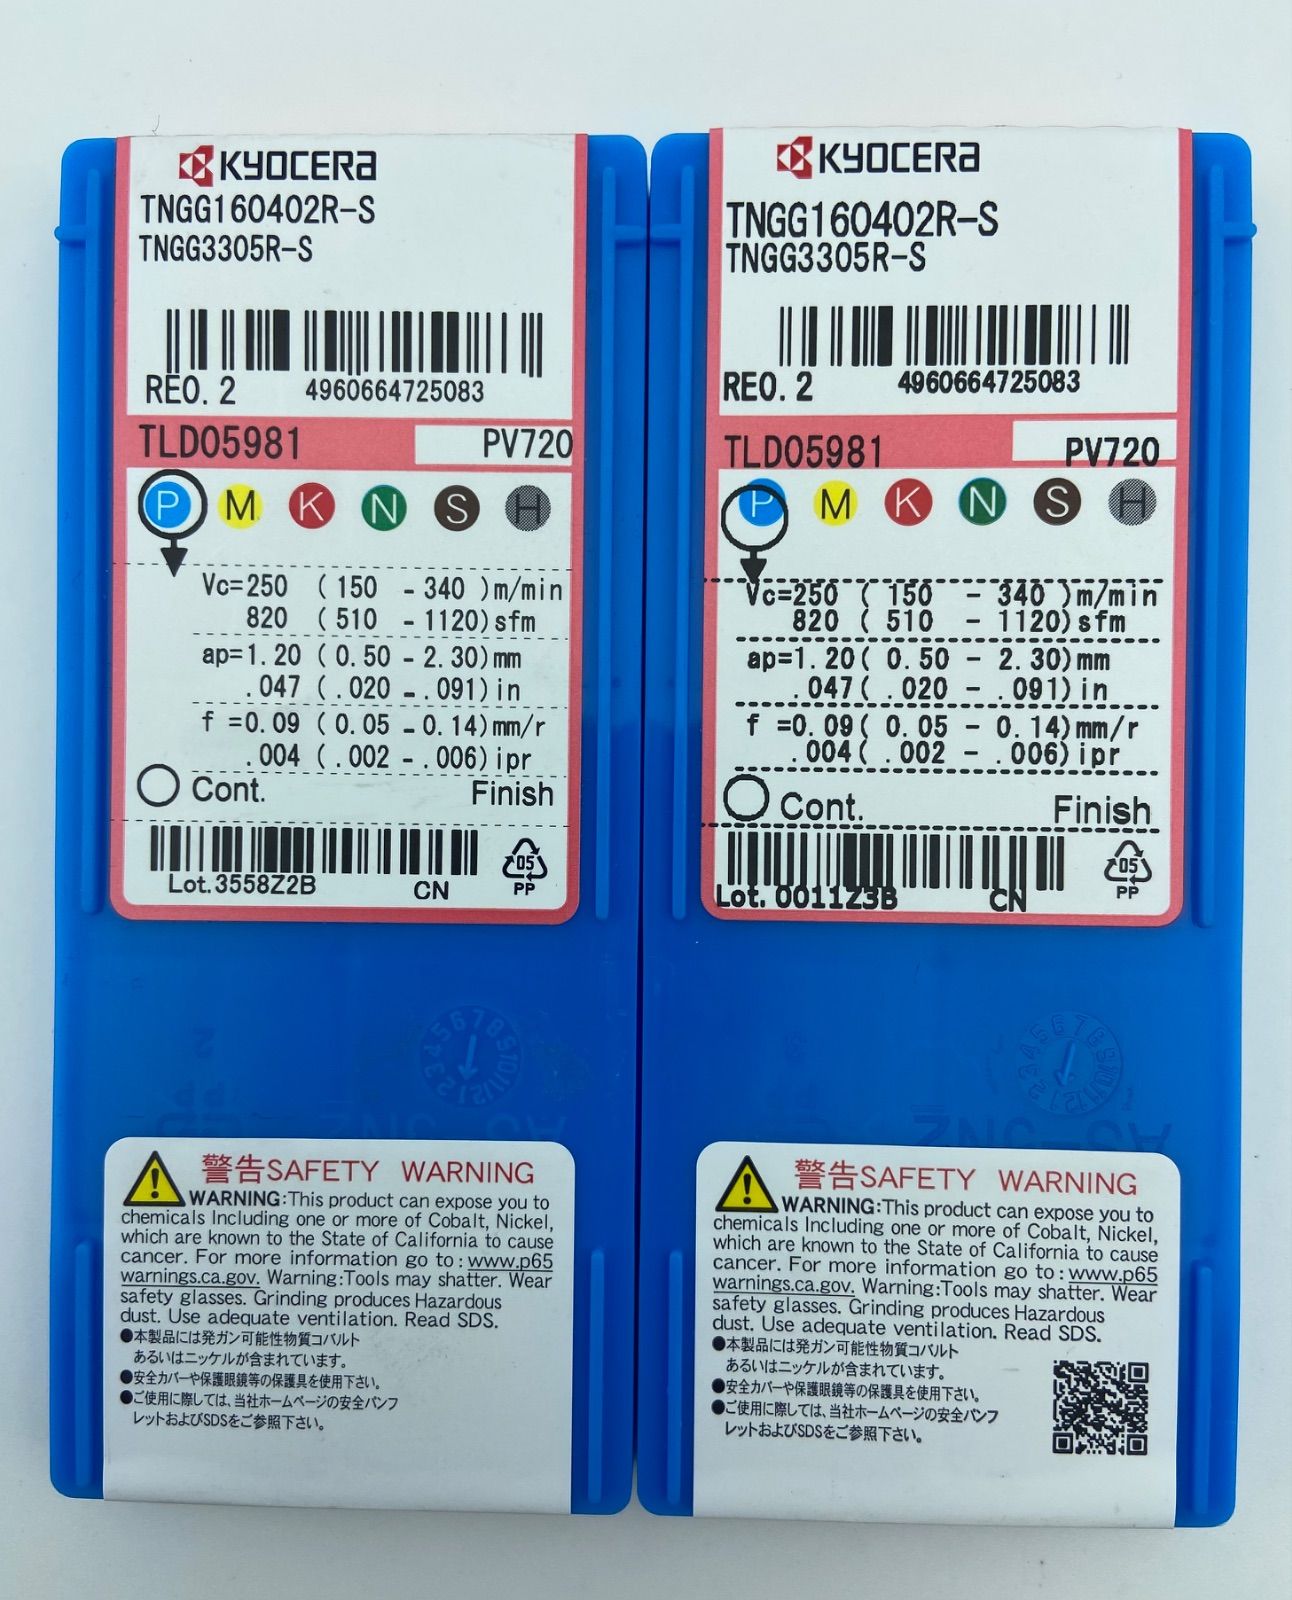 KYOCERA
TNGG160402R-S
TNGG3305R-S
RE0.2
4960664725083
TLD05981
PV720
P M K N S H
Vc=250 (150 -340 )m/min
820 (510 -1120)sfm
ap=1.20 (0.50 -2.30)mm
.047 (.020 -.091)in
f =0.09 (0.05 -0.14)mm/r
.004 (.002 -.006)ipr
Cont. Finish
Lot.3558Z2B CN
05
PP
警告SAFETY WARNING
WARNING:This product can expose you to
chemicals Including one or more of Cobalt, Nickel,
which are known to the State of California to cause
cancer. For more information go to : www.p65
warnings.ca.gov. Warning:Tools may shatter. Wear
safety glasses. Grinding produces Hazardous
dust. Use adequate ventilation. Read SDS.
●本製品には発ガン可能性物質コバルト
あるいはニッケルが含まれています。
●安全カバーや保護眼鏡等の保護具を使用下さい。
●ご使用に際しては、当社ホームページの安全パンフ
レットおよびSDSをご参照下さい。
KYOCERA
TNGG160402R-S
TNGG3305R-S
RE0.2
4960664725083
TLD05981
PV720
P M K N S H
Vc=250 ( 150 - 340 )m/min
820 ( 510 - 1120)sfm
ap=1.20( 0.50 - 2.30)mm
.047( .020 - .091)in
f =0.09( 0.05 - 0.14)mm/r
.004( .002 - .006)ipr
Cont. Finish
Lot. 0011Z3B CN
05
PP
警告SAFETY WARNING
WARNING:This product can expose you to
chemicals Including one or more of Cobalt, Nickel,
which are known to the State of California to cause
cancer. For more information go to : www.p65
warnings.ca.gov. Warning:Tools may shatter. Wear
safety glasses. Grinding produces Hazardous
dust. Use adequate ventilation. Read SDS.
●本製品には発ガン可能性物質コバルト
あるいはニッケルが含まれています。
●安全カバーや保護眼鏡等の保護具を使用下さい。
●ご使用に際しては、当社ホームページの安全パンフ
レットおよびSDSをご参照下さい。